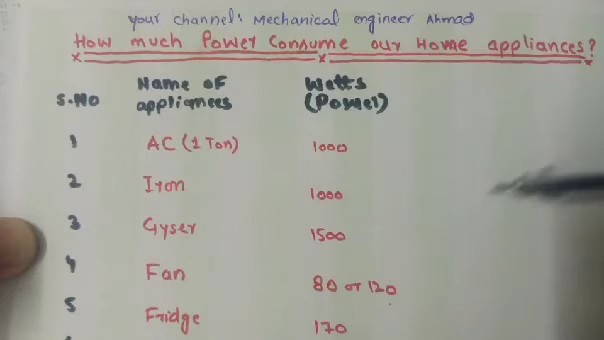 your channel: Mechanical engineer Ahmad
How much Power Consume our Home appliances?
S.NO Name of appliances Watts (Power)
1 AC (1 Ton) 1000
2 Iron 1000
3 Gyser 1500
4 Fan 80 or 120
5 Fridge 170